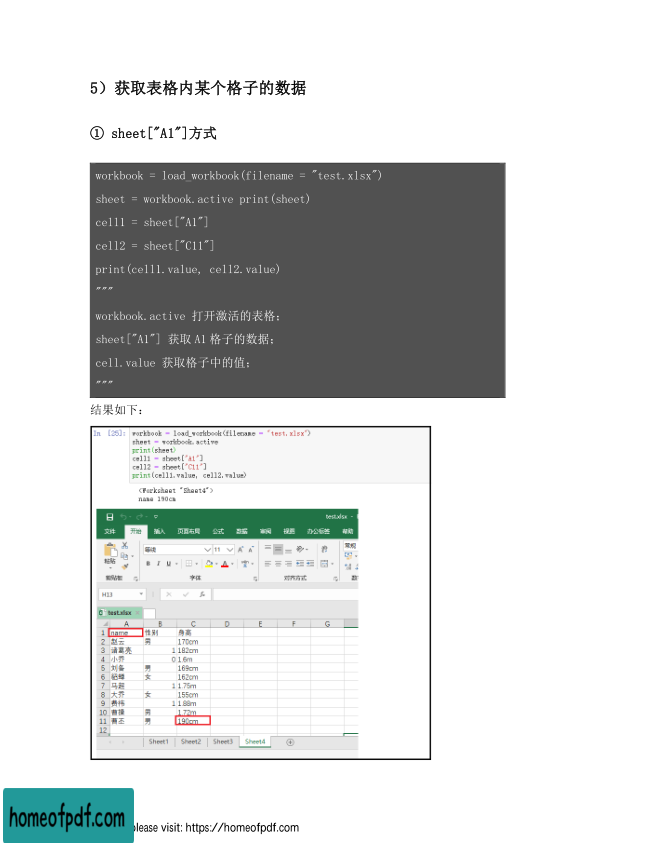 5）获取表格内某个格子的数据
① sheet["A1"]方式
workbook = load_workbook(filename = "test.xlsx")
sheet = workbook.active print(sheet)
cell1 = sheet["A1"]
cell2 = sheet["C11"]
print(cell1.value, cell2.value)
"""
workbook.active 打开激活的表格;
sheet["A1"] 获取 A1 格子的数据;
cell.value 获取格子中的值;
"""
结果如下:
In [25]: workbook = load_workbook(filename = "test.xlsx")
sheet = workbook.active
print(sheet)
cell1 = sheet["A1"]
cell2 = sheet["C11"]
print(cell1.value, cell2.value)
<Worksheet "Sheet4">
name 190cm
test.xlsx
文件 开始 插入 页面布局 公式 数据 审阅 视图 办公标签 帮助
等线 11 A A 常规
粘贴 B I U
剪贴板 字体 对齐方式
H13 fx
test.xlsx
A B C D E F G
1 name 性别 身高
2 赵云 男 170cm
3 诸葛亮 1 182cm
4 小乔 0 1.6m
5 刘备 男 169cm
6 貂蝉 女 162cm
7 马超 1 1.75m
8 大乔 女 155cm
9 1 1.88m
10 曹操 男 1.72m
11 曹丕 男 190cm
12
Sheet1 Sheet2 Sheet3 Sheet4
homeofpdf.com
please visit: https://homeofpdf.com